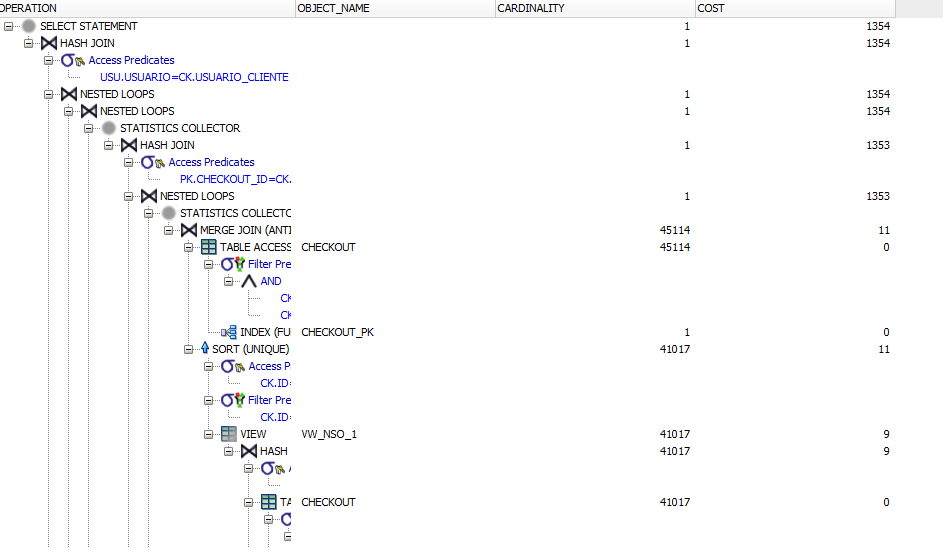 OPERATION OBJECT_NAME CARDINALITY COST
SELECT STATEMENT 1 1354
HASH JOIN 1 1354
Access Predicates
USU.USUARIO=CK.USUARIO_CLIENTE
NESTED LOOPS 1 1354
NESTED LOOPS 1 1354
STATISTICS COLLECTOR
HASH JOIN 1 1353
Access Predicates
PK.CHECKOUT_ID=CK.
NESTED LOOPS 1 1353
STATISTICS COLLECTC
MERGE JOIN (ANTI 45114 11
TABLE ACCESS CHECKOUT 45114 0
Filter Pre
AND
CK
CK
INDEX (FU CHECKOUT_PK 1 0
SORT (UNIQUE) 41017 11
Access P
CK.ID=
Filter Pre
CK.ID=
VIEW VW_NSO_1 41017 9
HASH 41017 9
TA CHECKOUT 41017 0